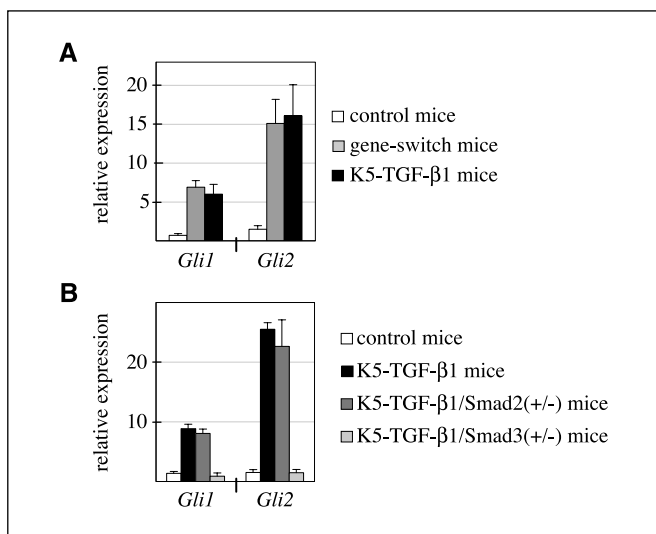 A
relative expression
20
15
10
5
Gli1
Gli2
control mice
gene-switch mice
K5-TGF-β1 mice
B
relative expression
20
10
Gli1
Gli2
control mice
K5-TGF-β1 mice
K5-TGF-β1/Smad2(+/-) mice
K5-TGF-β1/Smad3(+/-) mice